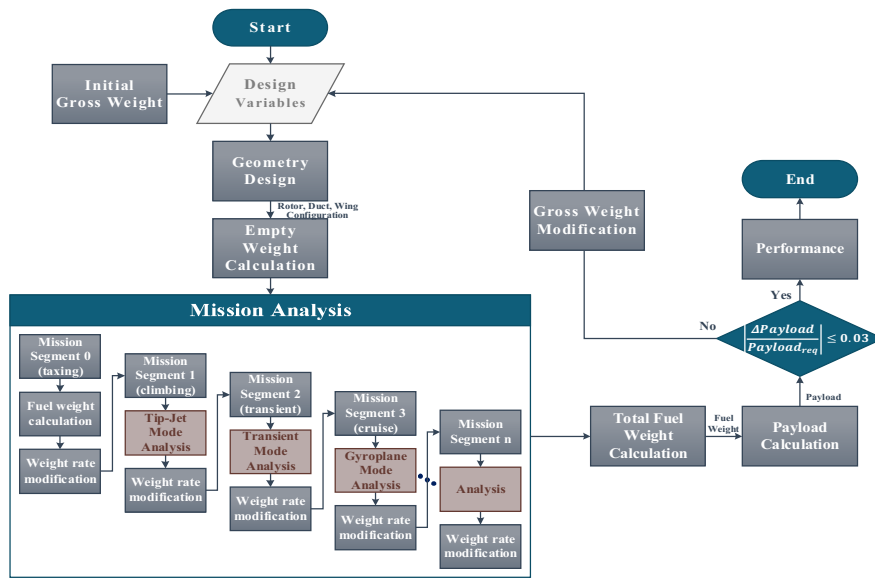 Start
Initial
Gross Weight
Design
Variables
Geometry
Design
Rotor, Duct, Wing
Configuration
Empty
Weight
Calculation
Gross Weight
Modification
End
Performance
Yes
No
|ΔPayload / Payload_req| ≤ 0.03
Payload
Mission Analysis
Mission
Segment 0
(taxing)
Fuel weight
calculation
Weight rate
modification
Mission
Segment 1
(climbing)
Tip-Jet
Mode
Analysis
Weight rate
modification
Mission
Segment 2
(transient)
Transient
Mode
Analysis
Weight rate
modification
Mission
Segment 3
(cruise)
Gyroplane
Mode
Analysis
Weight rate
modification
Mission
Segment n
Analysis
Weight rate
modification
Total Fuel
Weight
Calculation
Fuel
Weight
Payload
Calculation